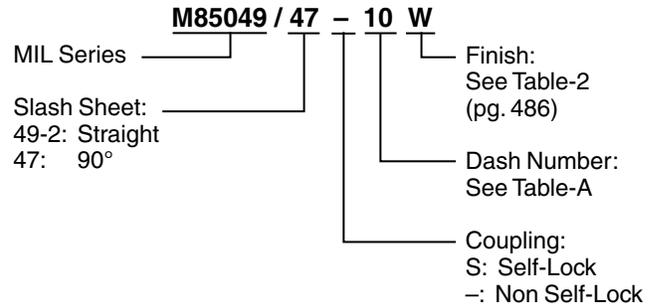 M85049 / 47 – 10 W
MIL Series
Slash Sheet:
49-2: Straight
47: 90°
Finish:
See Table-2
(pg. 486)
Dash Number:
See Table-A
Coupling:
S: Self-Lock
–: Non Self-Lock